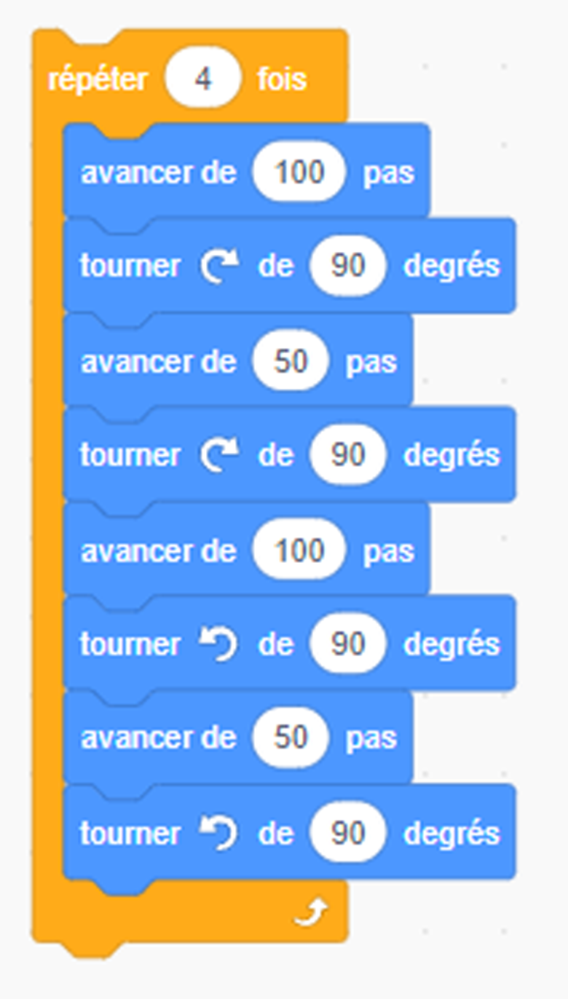 répéter 4 fois
avancer de 100 pas
tourner de 90 degrés
avancer de 50 pas
tourner de 90 degrés
avancer de 100 pas
tourner de 90 degrés
avancer de 50 pas
tourner de 90 degrés